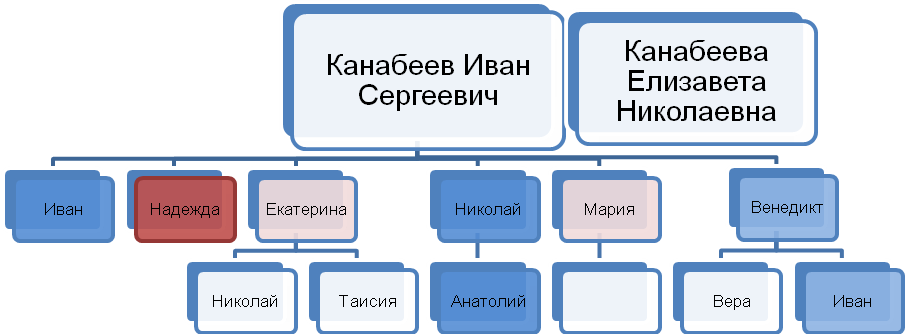 Канабеев Иван
Сергеевич
Канабеева
Елизавета
Николаевна
Иван
Надежда
Екатерина
Николай
Мария
Венедикт
Николай
Таисия
Анатолий
Вера
Иван